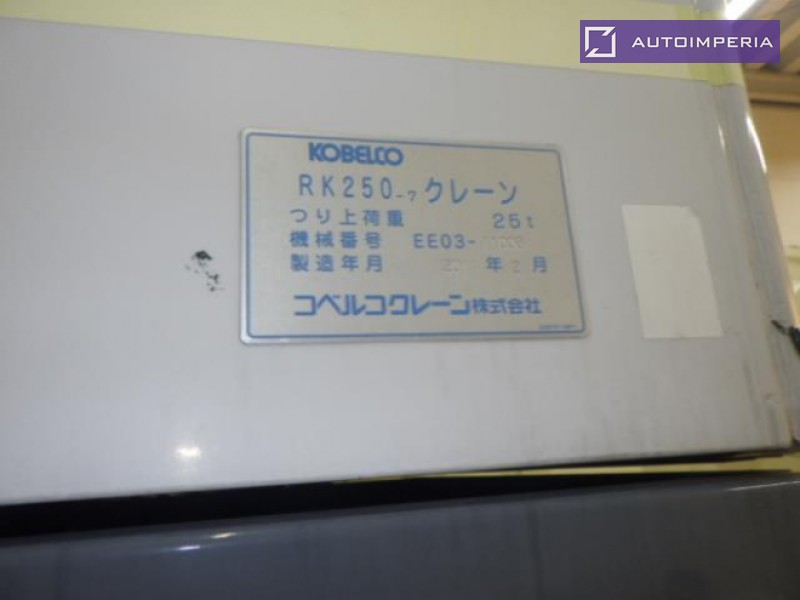 AUTOIMPERIA
KOBELCO
RK250-7 クレーン
つり上荷重 25t
機械番号 EE03-
製造年月 年 2月
コベルコクレーン株式会社